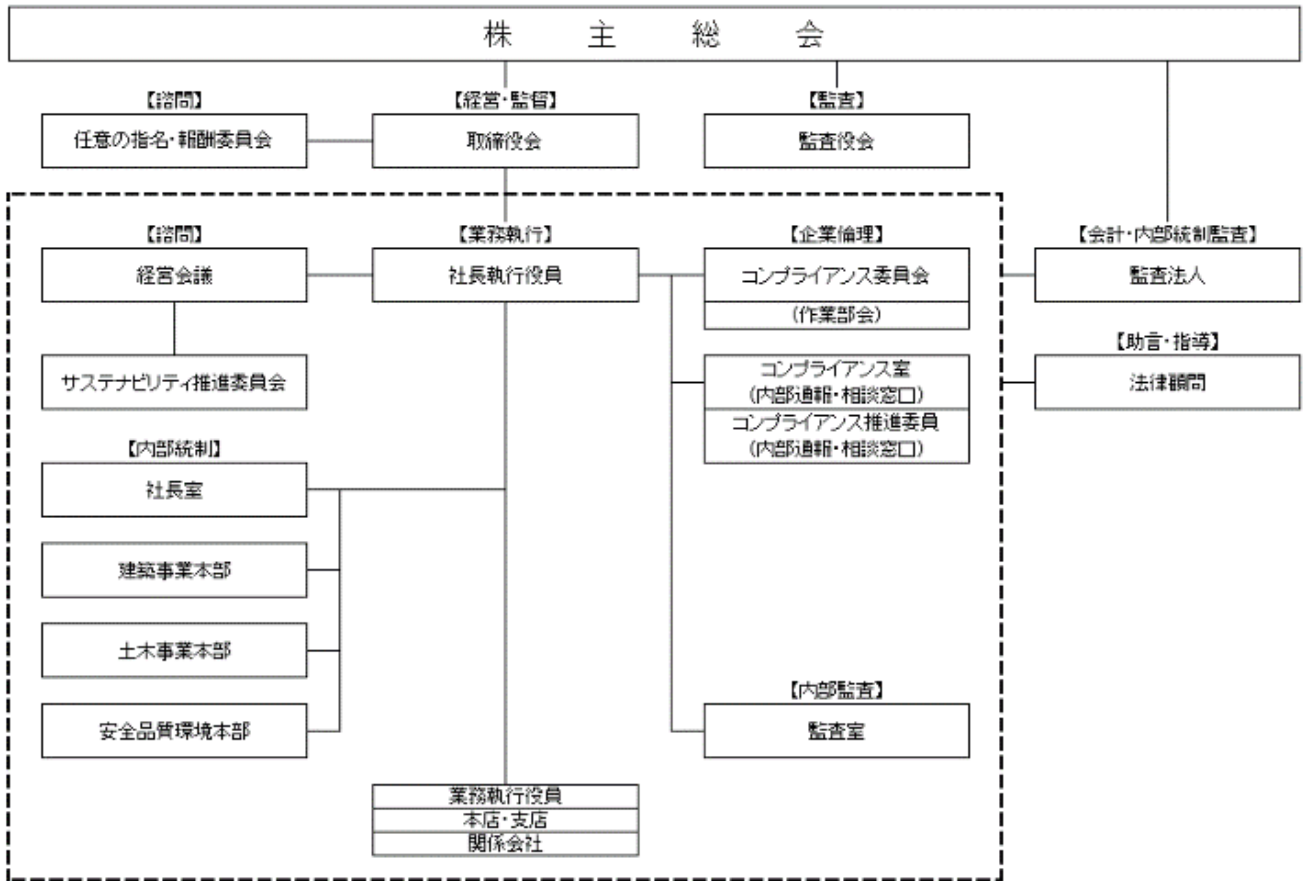 株主総会
【諮問】
任意の指名・報酬委員会
【経営・監督】
取締役会
【監査】
監査役会
【諮問】
経営会議
【業務執行】
社長執行役員
【企業倫理】
コンプライアンス委員会
(作業部会)
【会計・内部統制監査】
監査法人
サステナビリティ推進委員会
コンプライアンス室
(内部通報・相談窓口)
コンプライアンス推進委員
(内部通報・相談窓口)
【助言・指導】
法律顧問
【内部統制】
社長室
建築事業本部
土木事業本部
安全品質環境本部
【内部監査】
監査室
業務執行役員
本店・支店
関係会社